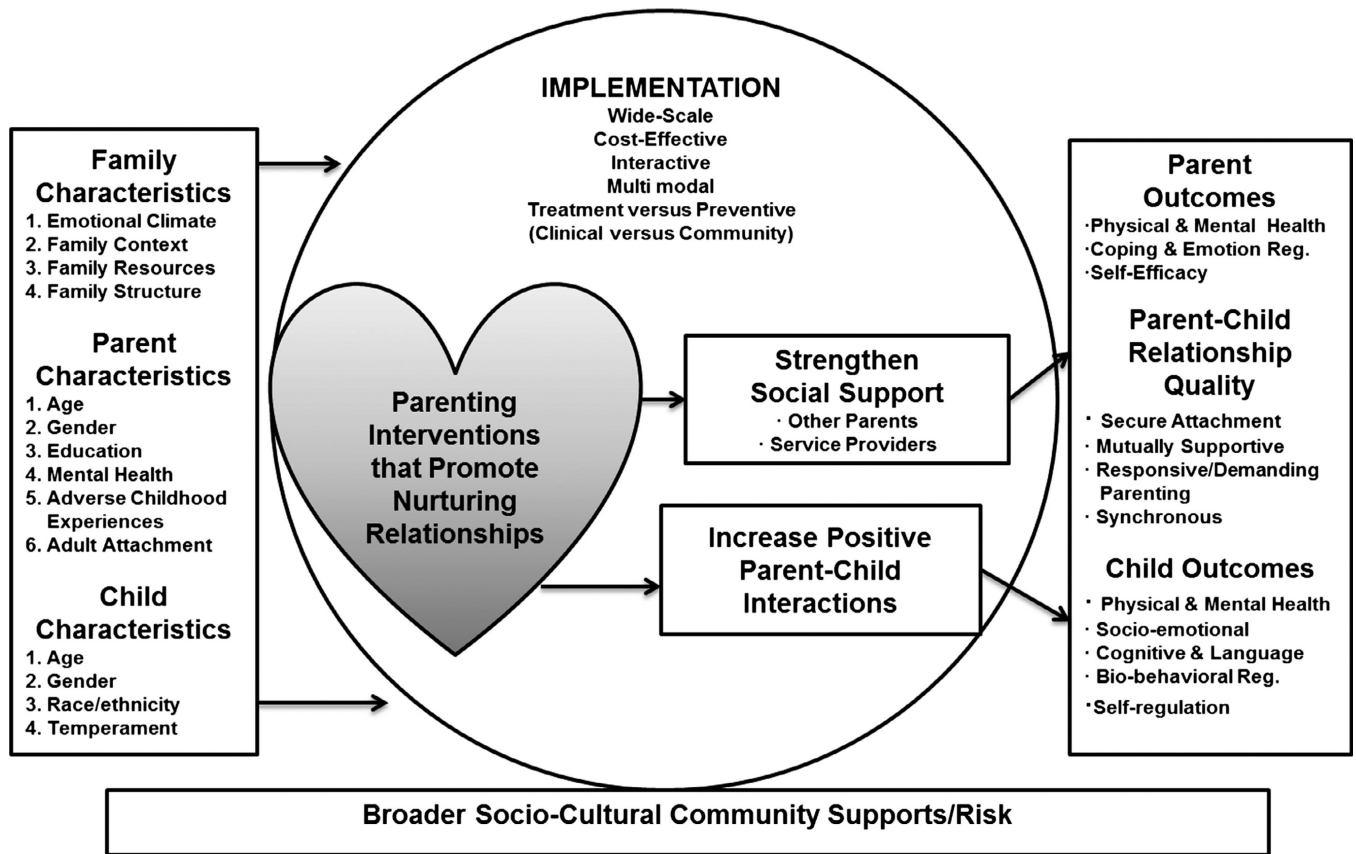 Family
Characteristics
1. Emotional Climate
2. Family Context
3. Family Resources
4. Family Structure
Parent
Characteristics
1. Age
2. Gender
3. Education
4. Mental Health
5. Adverse Childhood
Experiences
6. Adult Attachment
Child
Characteristics
1. Age
2. Gender
3. Race/ethnicity
4. Temperament
IMPLEMENTATION
Wide-Scale
Cost-Effective
Interactive
Multi modal
Treatment versus Preventive
(Clinical versus Community)
Parenting
Interventions
that Promote
Nurturing
Relationships
Strengthen
Social Support
· Other Parents
· Service Providers
Increase Positive
Parent-Child
Interactions
Parent
Outcomes
·Physical & Mental Health
·Coping & Emotion Reg.
·Self-Efficacy
Parent-Child
Relationship
Quality
· Secure Attachment
· Mutually Supportive
· Responsive/Demanding
Parenting
· Synchronous
Child Outcomes
· Physical & Mental Health
· Socio-emotional
· Cognitive & Language
· Bio-behavioral Reg.
·Self-regulation
Broader Socio-Cultural Community Supports/Risk